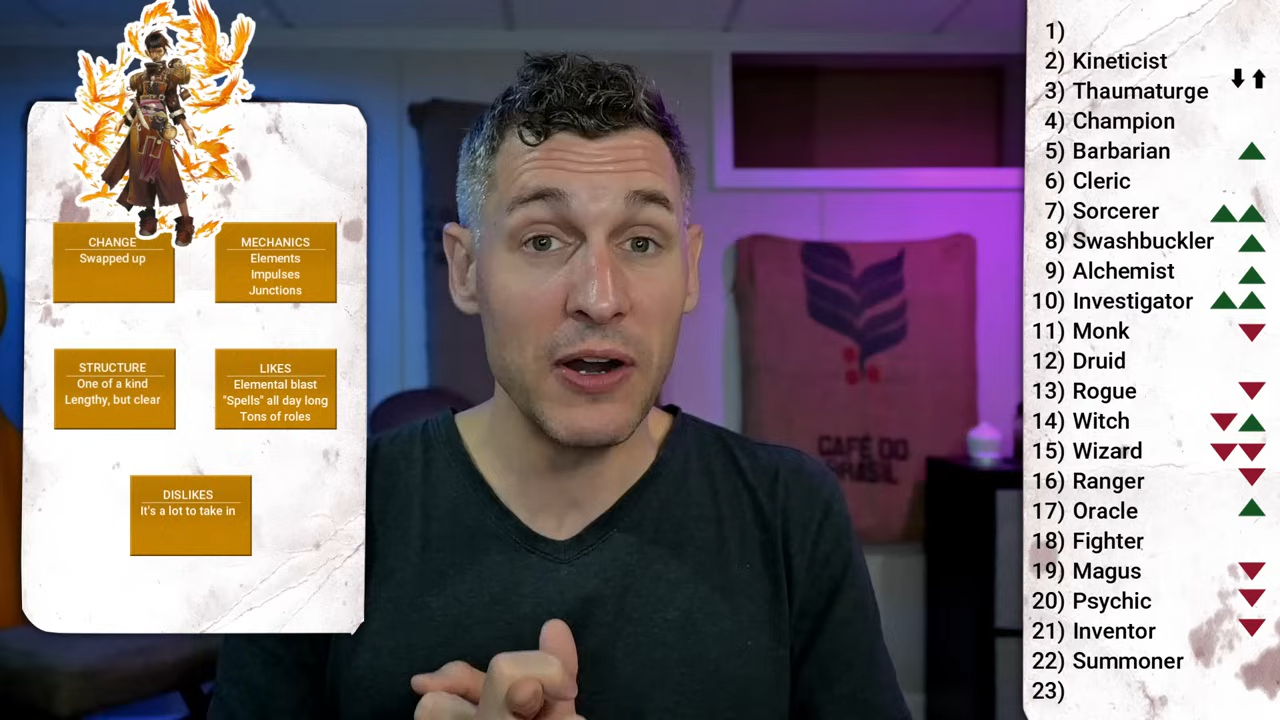 CHANGE
Swapped up
MECHANICS
Elements
Impulses
Junctions
STRUCTURE
One of a kind
Lengthy, but clear
LIKES
Elemental blast
"Spells" all day long
Tons of roles
DISLIKES
It's a lot to take in
CAFÉ DO
BRASIL
1)
2) Kineticist
3) Thaumaturge
4) Champion
5) Barbarian
6) Cleric
7) Sorcerer
8) Swashbuckler
9) Alchemist
10) Investigator
11) Monk
12) Druid
13) Rogue
14) Witch
15) Wizard
16) Ranger
17) Oracle
18) Fighter
19) Magus
20) Psychic
21) Inventor
22) Summoner
23)